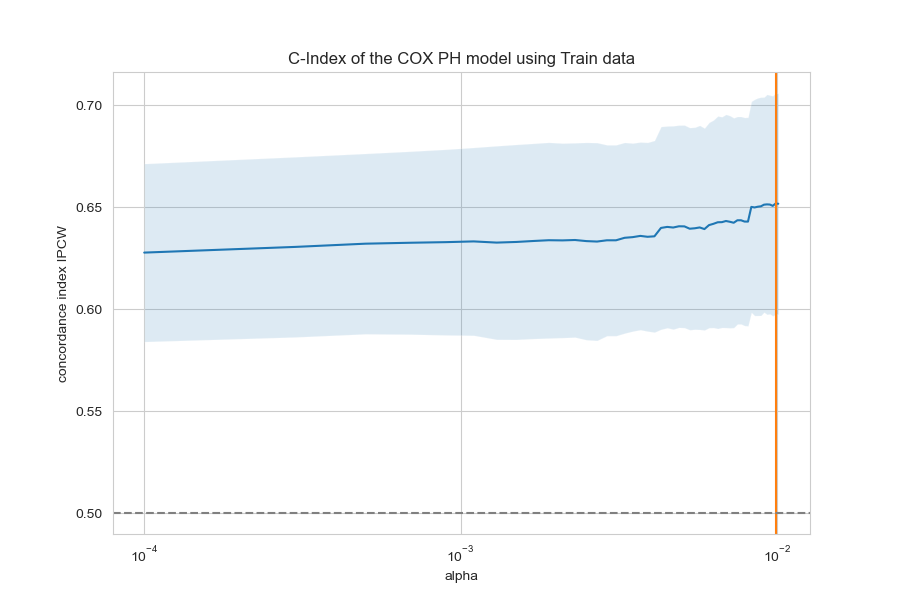 C-Index of the COX PH model using Train data
concordance index IPCW
0.70
0.65
0.60
0.55
0.50
10⁻⁴
10⁻³
10⁻²
alpha